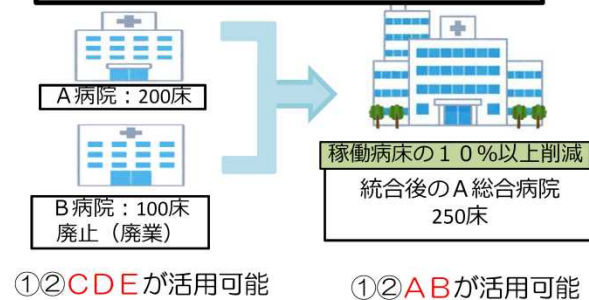 A病院:200床
B病院:100床
廃止(廃業)
①②CDEが活用可能
稼働病床の10%以上削減
統合後のA総合病院
250床
①②ABが活用可能